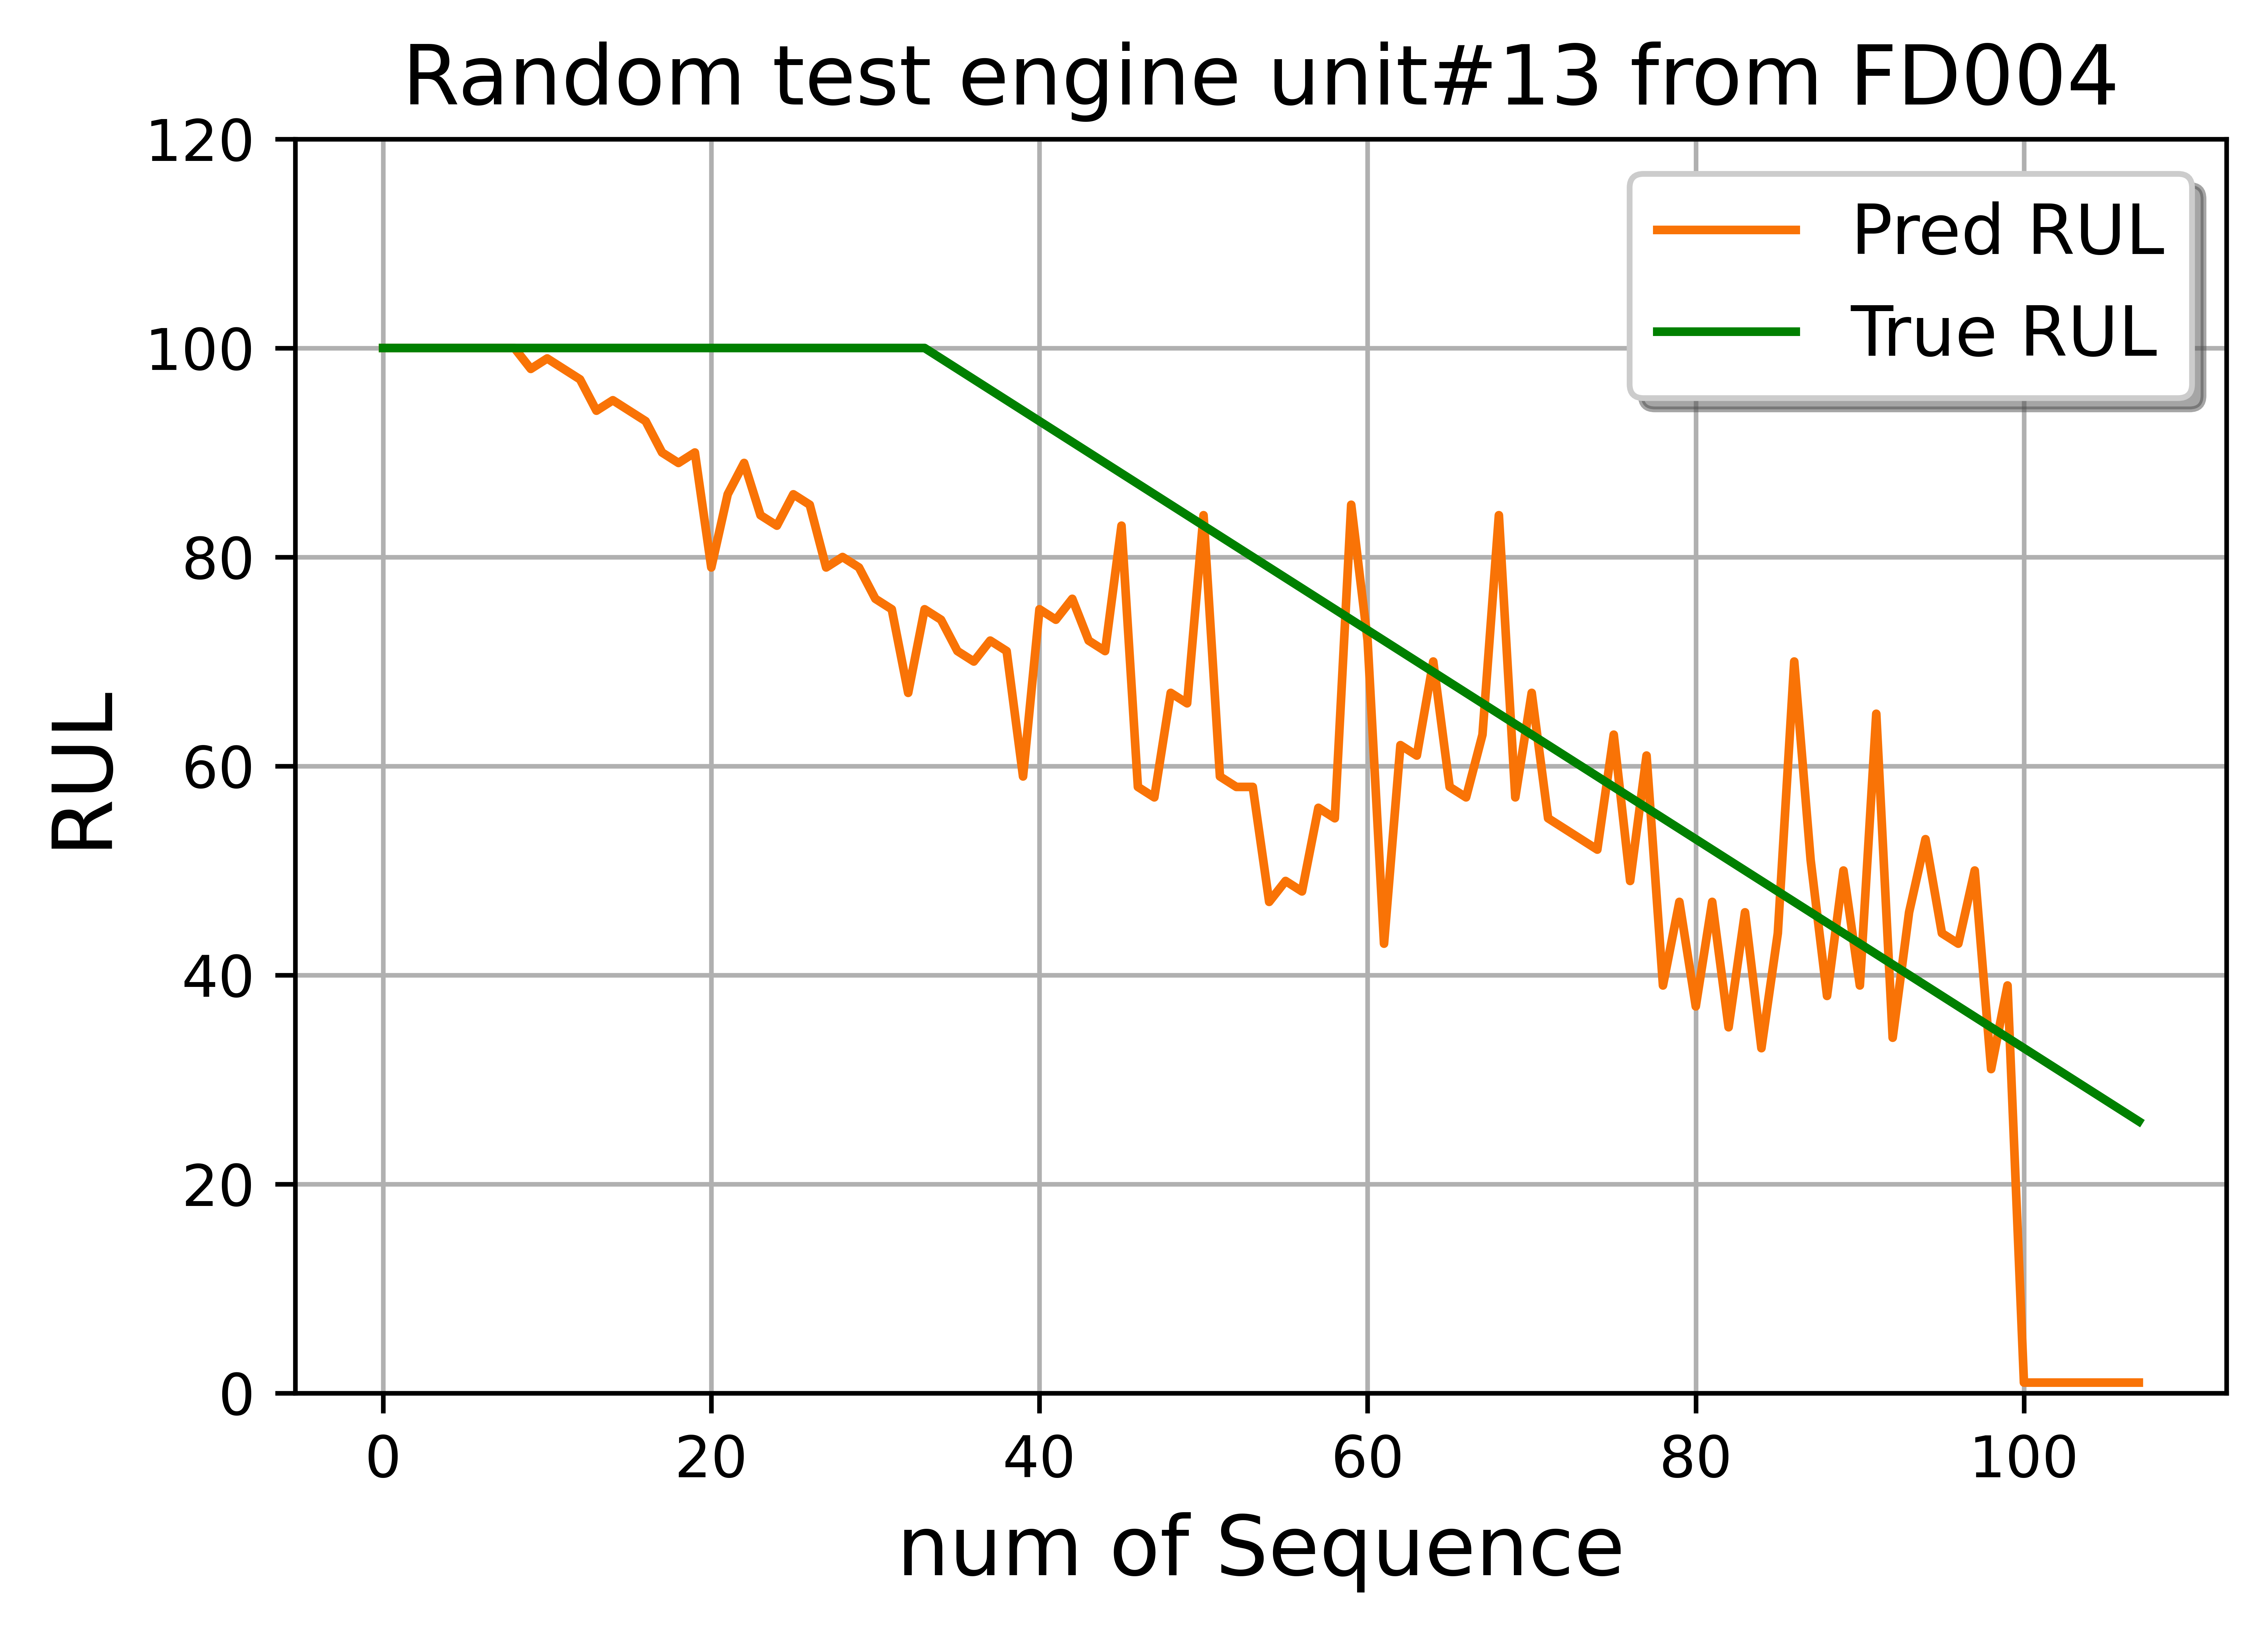 Random test engine unit#13 from FD004
120
100
80
60
40
20
0
RUL
Pred RUL
True RUL
0 20 40 60 80 100
num of Sequence